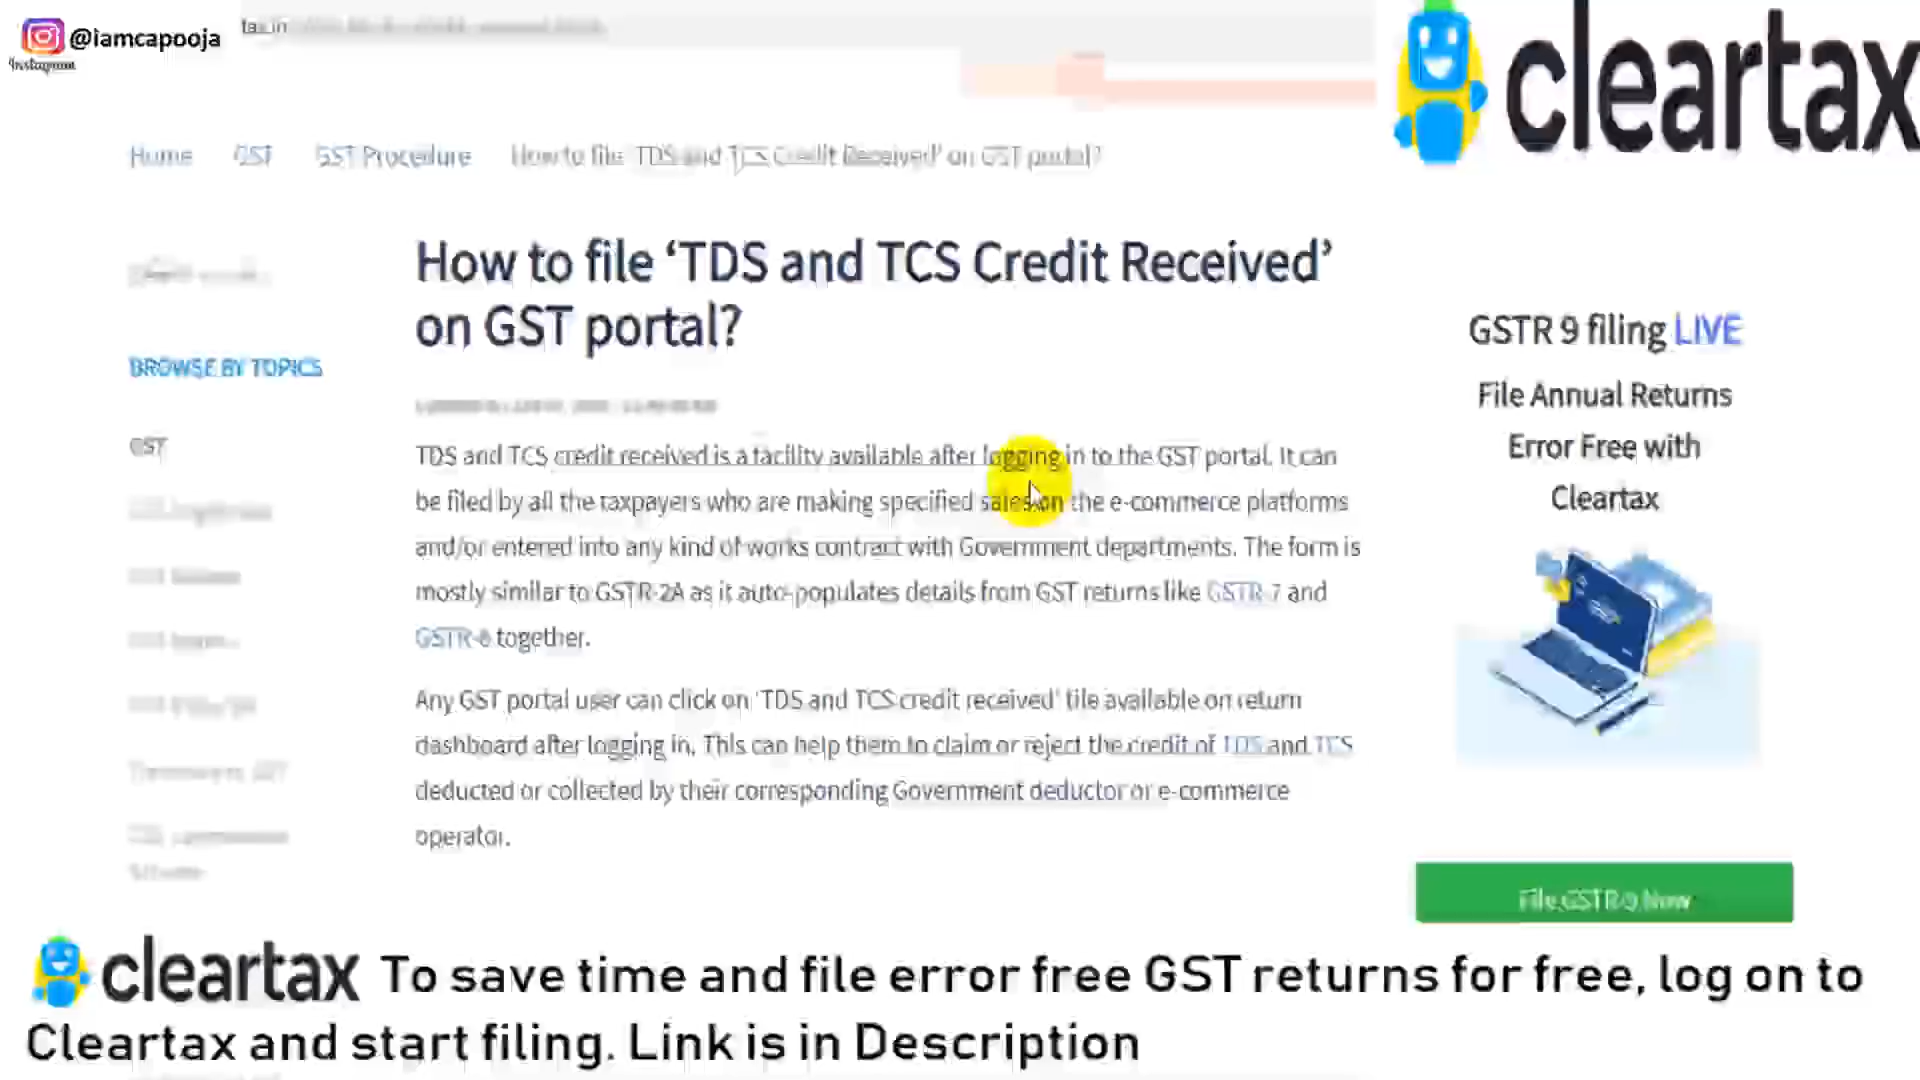 @iamcapooja
Instagram
tax.in
cleartax
Home GST GST Procedure How to file 'TDS and TCS Credit Received' on GST portal?
How to file ‘TDS and TCS Credit Received’
on GST portal?
BROWSE BY TOPICS
GST
TDS and TCS credit received is a facility available after logging in to the GST portal. It can
be filed by all the taxpayers who are making specified sales on the e-commerce platforms
and/or entered into any kind of works contract with Government departments. The form is
mostly similar to GSTR-2A as it auto-populates details from GST returns like GSTR-7 and
GSTR-8 together.
Any GST portal user can click on 'TDS and TCS credit received' tile available on return
dashboard after logging in. This can help them to claim or reject the credit of TDS and TCS
deducted or collected by their corresponding Government deductor or e-commerce
operator.
GSTR 9 filing LIVE
File Annual Returns
Error Free with
Cleartax
File GSTR-9 Now
cleartax To save time and file error free GST returns for free, log on to
Cleartax and start filing. Link is in Description